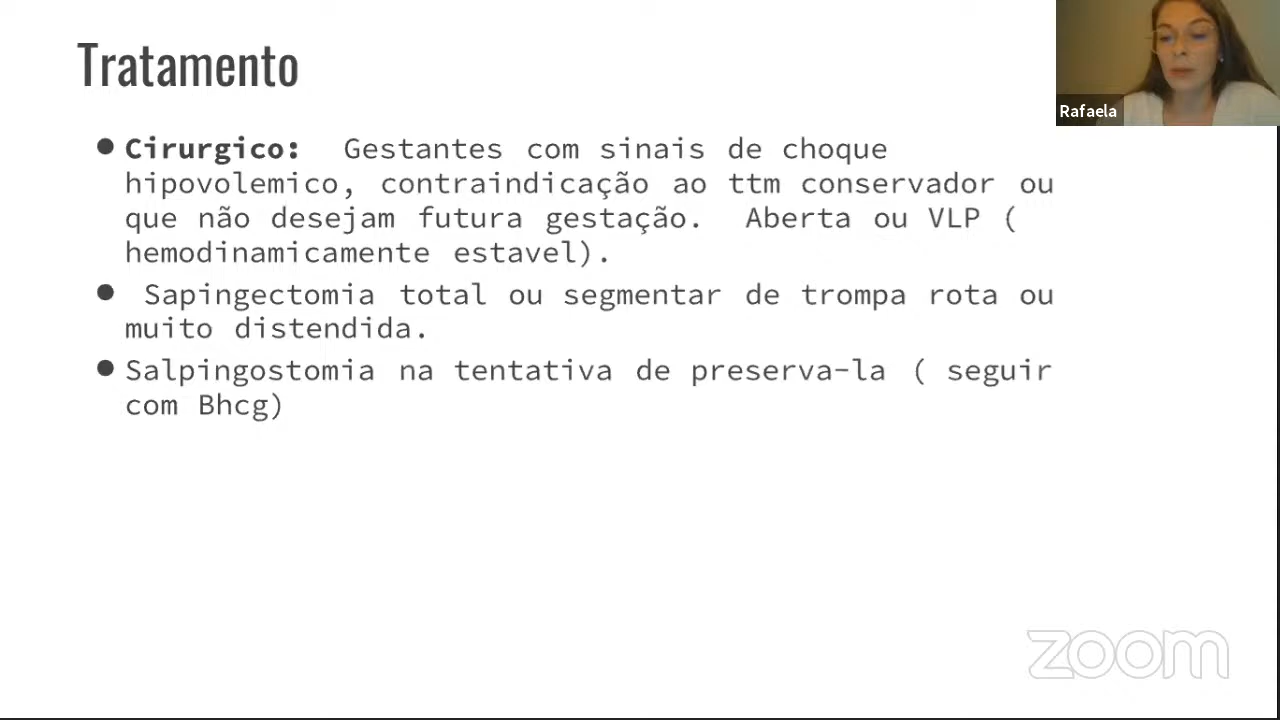 Tratamento
Rafaela
● Cirurgico: Gestantes com sinais de choque
hipovolemico, contraindicação ao ttm conservador ou
que não desejam futura gestação. Aberta ou VLP (
hemodinamicamente estavel).
● Sapingectomia total ou segmentar de trompa rota ou
muito distendida.
● Salpingostomia na tentativa de preserva-la ( seguir
com Bhcg)
zoom